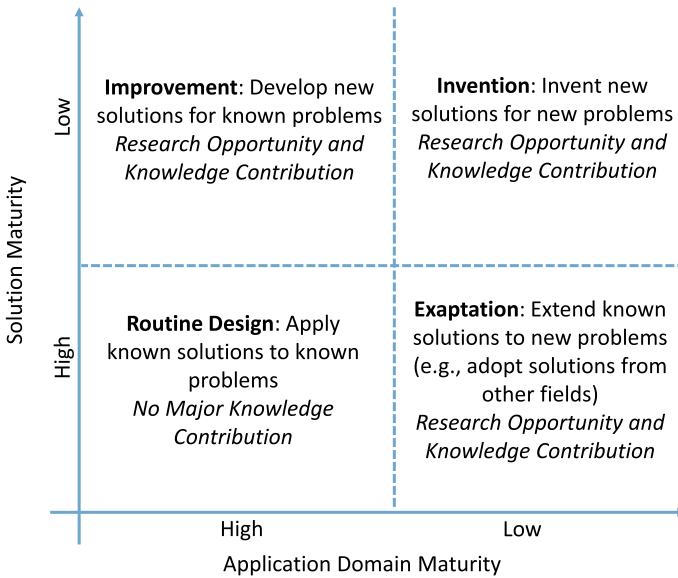 Improvement: Develop new
solutions for known problems
Research Opportunity and
Knowledge Contribution
Invention: Invent new
solutions for new problems
Research Opportunity and
Knowledge Contribution
Low
Solution Maturity
High
Routine Design: Apply
known solutions to known
problems
No Major Knowledge
Contribution
Exaptation: Extend known
solutions to new problems
(e.g., adopt solutions from
other fields)
Research Opportunity and
Knowledge Contribution
High
Low
Application Domain Maturity